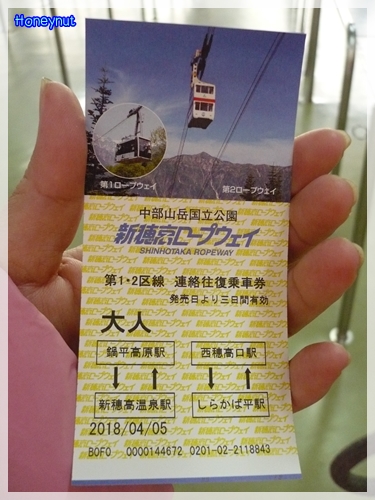 Honeynut
第1ロープウェイ
第2ロープウェイ
中部山岳国立公園
新穂高ロープウェイ
SHINHOTAKA ROPEWAY
第1・2区線 連絡往復乗車券
発売日より三日間有効
大人
鍋平高原駅 西穂高口駅
↓ ↑ ↓ ↑
新穂高温泉駅 しらかば平駅
2018/04/05
BOF0 0000144672 0201-02-2118843